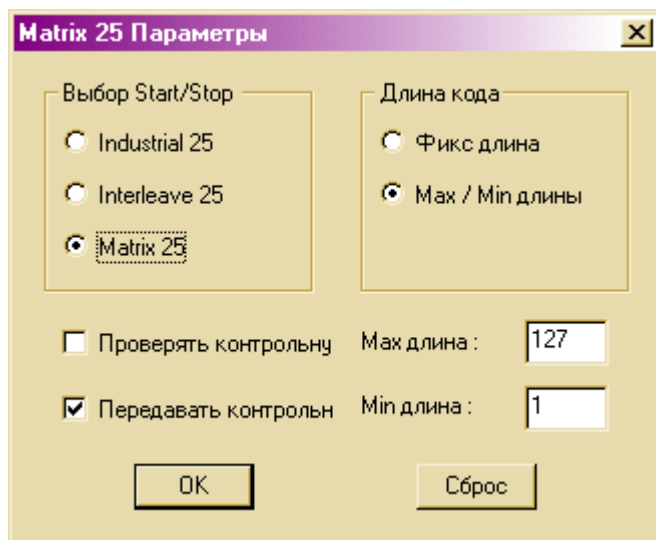 Matrix 25 Параметры
Выбор Start/Stop
Industrial 25
Interleave 25
Matrix 25
Длина кода
Фикс длина
Max / Min длины
Проверять контрольну
Max длина :
127
Передавать контрольн
Min длина :
1
OK
Сброс